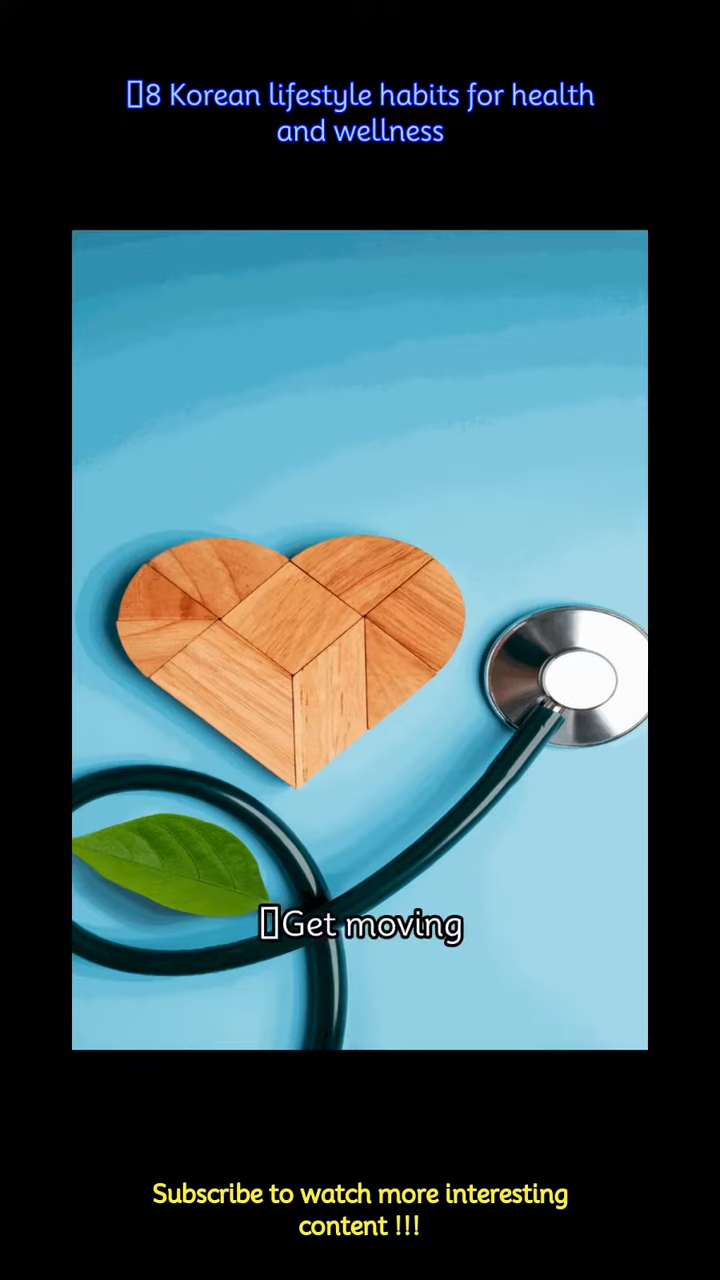 ▯8 Korean lifestyle habits for health
and wellness
▯Get moving
Subscribe to watch more interesting
content !!!